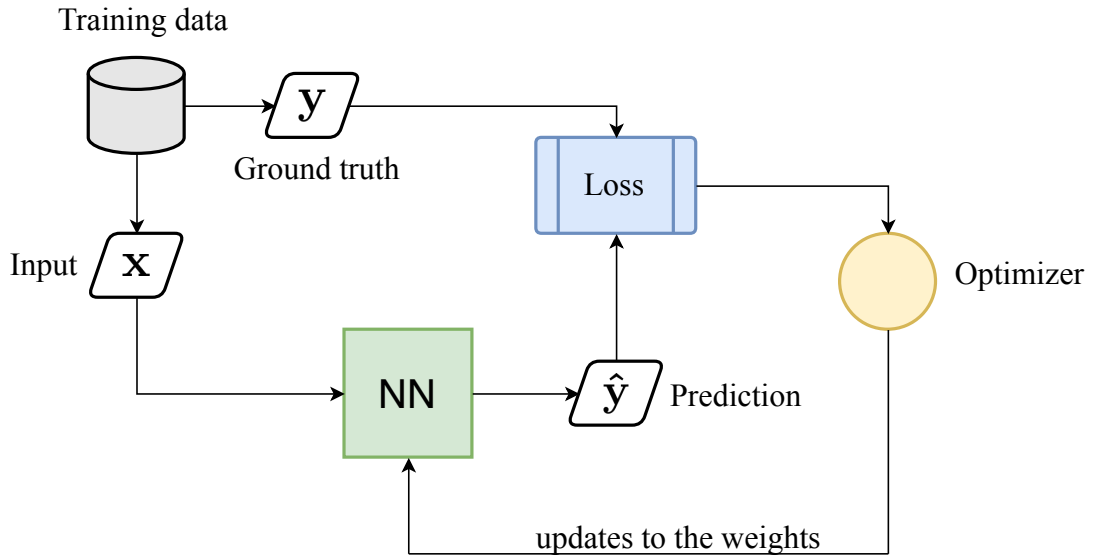 Training data
y
Ground truth
Loss
Input
x
Optimizer
NN
ŷ
Prediction
updates to the weights